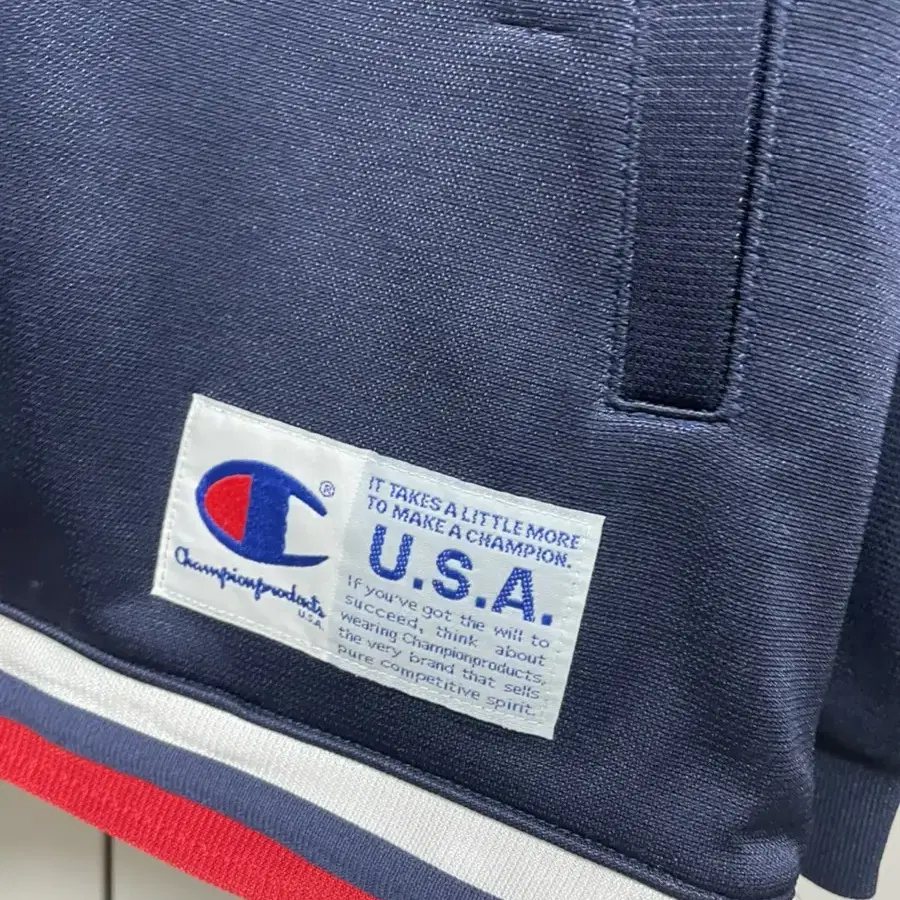 ®
Championproducts
U.S.A.
IT TAKES A LITTLE MORE
TO MAKE A CHAMPION.
U.S.A.
If you've got the will to
succeed, think about
wearing Championproducts,
the very brand that sells
pure competitive spirit.